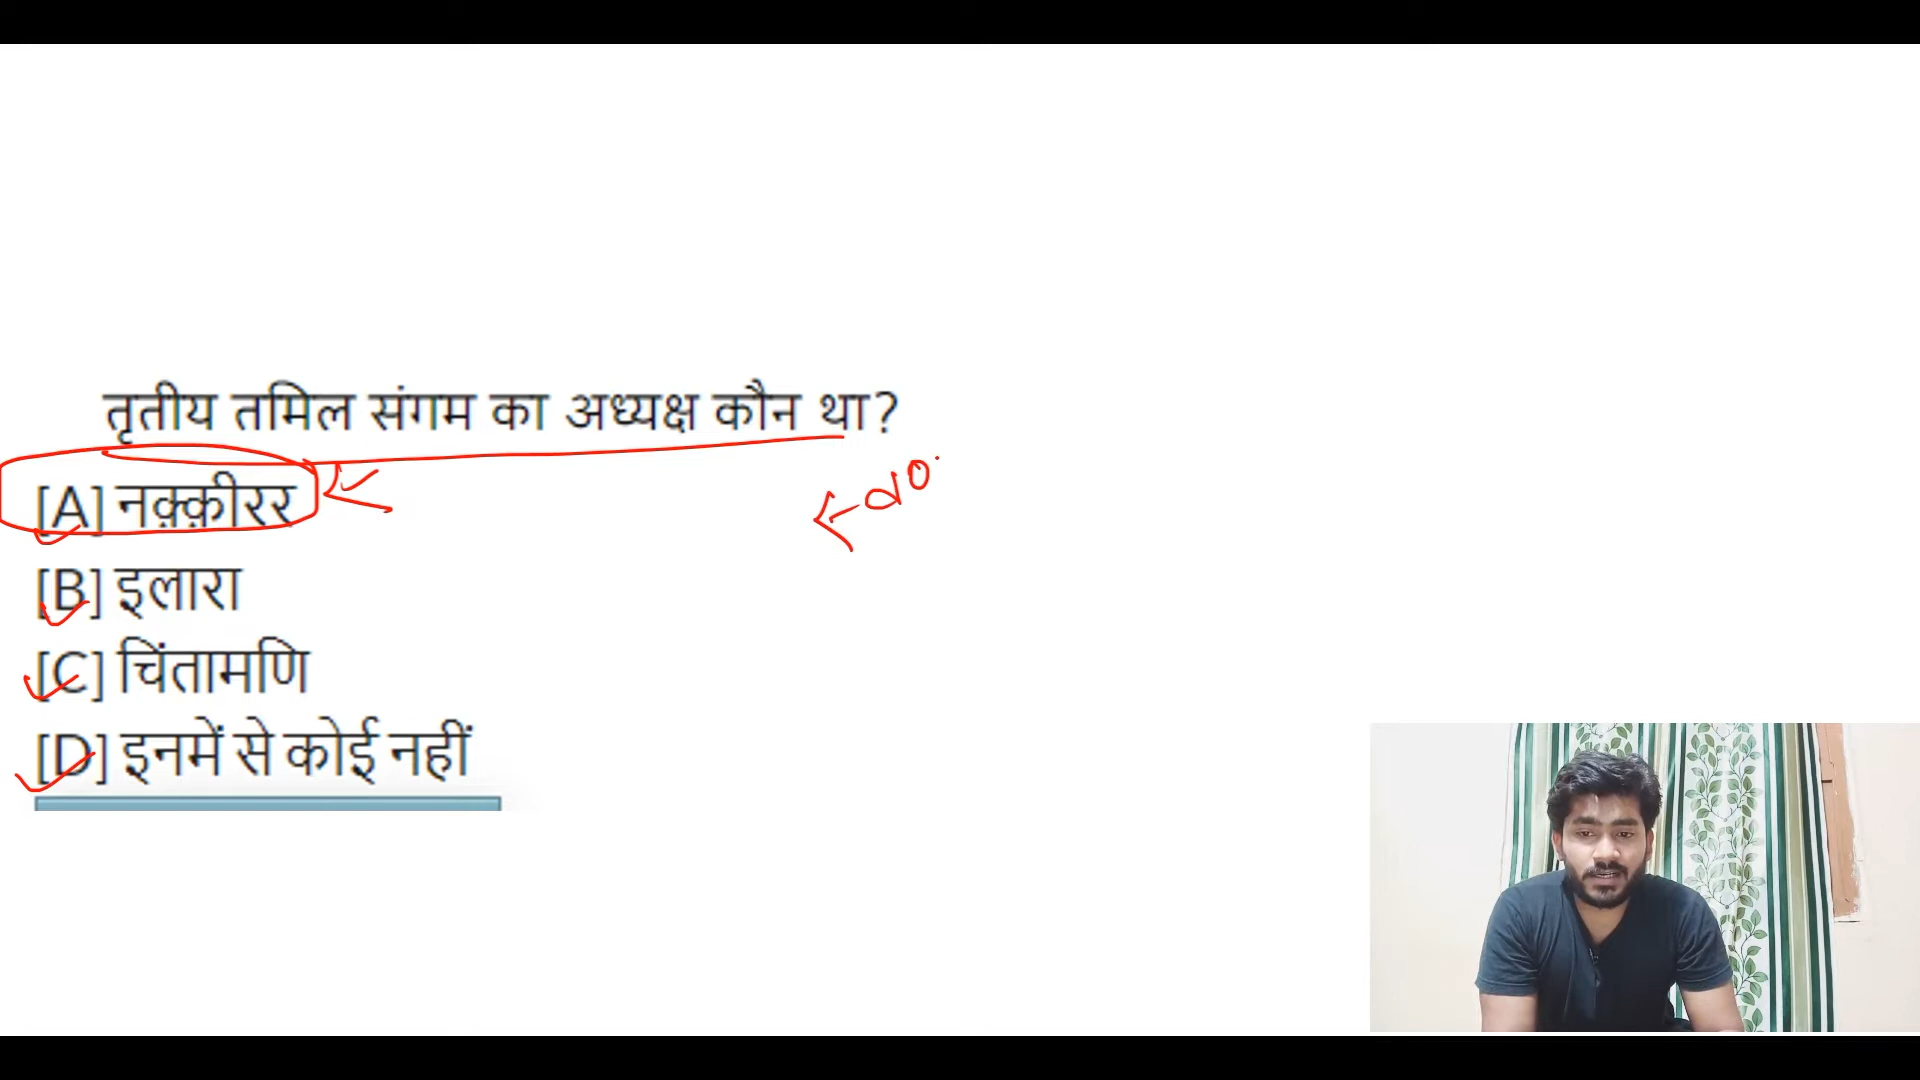 तृतीय तमिल संगम का अध्यक्ष कौन था?
[A] नक़्क़ीरर
[B] इलारा
[C] चिंतामणि
[D] इनमें से कोई नहीं